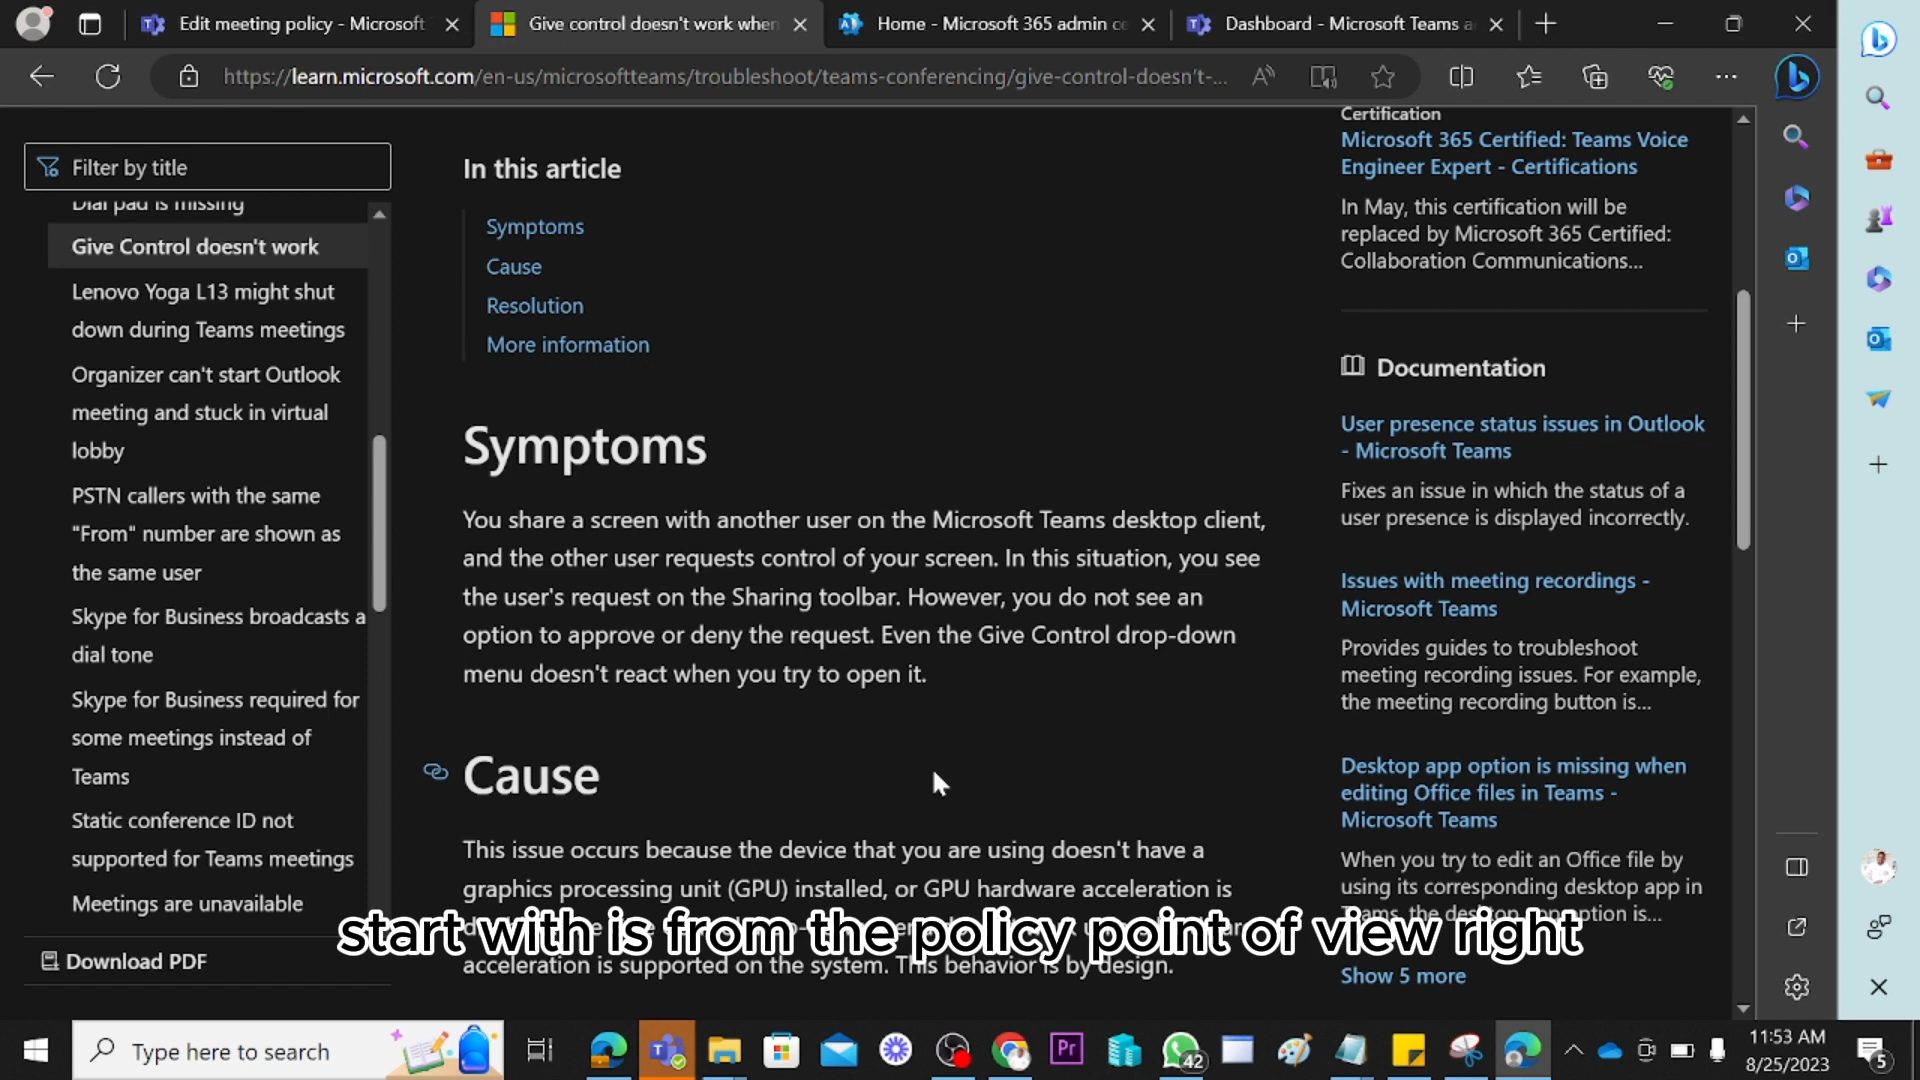 Edit meeting policy - Microsoft
Give control doesn't work when
Home - Microsoft 365 admin ce
Dashboard - Microsoft Teams a
https://learn.microsoft.com/en-us/microsoftteams/troubleshoot/teams-conferencing/give-control-doesn't-...
Filter by title
Dial pad is missing
Give Control doesn't work
Lenovo Yoga L13 might shut
down during Teams meetings
Organizer can't start Outlook
meeting and stuck in virtual
lobby
PSTN callers with the same
"From" number are shown as
the same user
Skype for Business broadcasts a
dial tone
Skype for Business required for
some meetings instead of
Teams
Static conference ID not
supported for Teams meetings
Meetings are unavailable
Download PDF
In this article
Symptoms
Cause
Resolution
More information
Symptoms
You share a screen with another user on the Microsoft Teams desktop client,
and the other user requests control of your screen. In this situation, you see
the user's request on the Sharing toolbar. However, you do not see an
option to approve or deny the request. Even the Give Control drop-down
menu doesn't react when you try to open it.
Cause
This issue occurs because the device that you are using doesn't have a
graphics processing unit (GPU) installed, or GPU hardware acceleration is
acceleration is supported on the system. This behavior is by design.
Certification
Microsoft 365 Certified: Teams Voice
Engineer Expert - Certifications
In May, this certification will be
replaced by Microsoft 365 Certified:
Collaboration Communications...
Documentation
User presence status issues in Outlook
- Microsoft Teams
Fixes an issue in which the status of a
user presence is displayed incorrectly.
Issues with meeting recordings -
Microsoft Teams
Provides guides to troubleshoot
meeting recording issues. For example,
the meeting recording button is...
Desktop app option is missing when
editing Office files in Teams -
Microsoft Teams
When you try to edit an Office file by
using its corresponding desktop app in
Teams, the desktop app option is...
Show 5 more
start with is from the policy point of view right
Type here to search
Pr
42
11:53 AM
8/25/2023
5